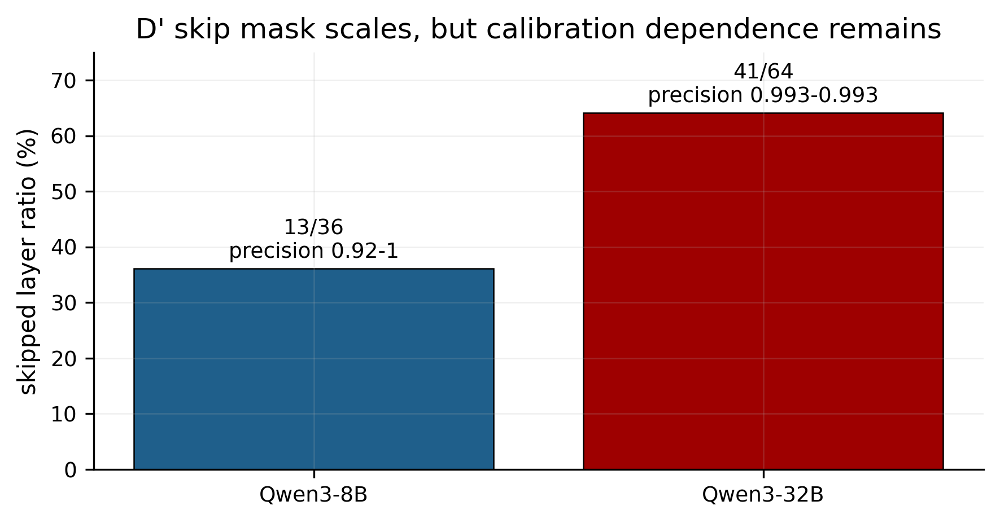 D' skip mask scales, but calibration dependence remains
skipped layer ratio (%)
70
60
50
40
30
20
10
0
41/64
precision 0.993-0.993
13/36
precision 0.92-1
Qwen3-8B
Qwen3-32B